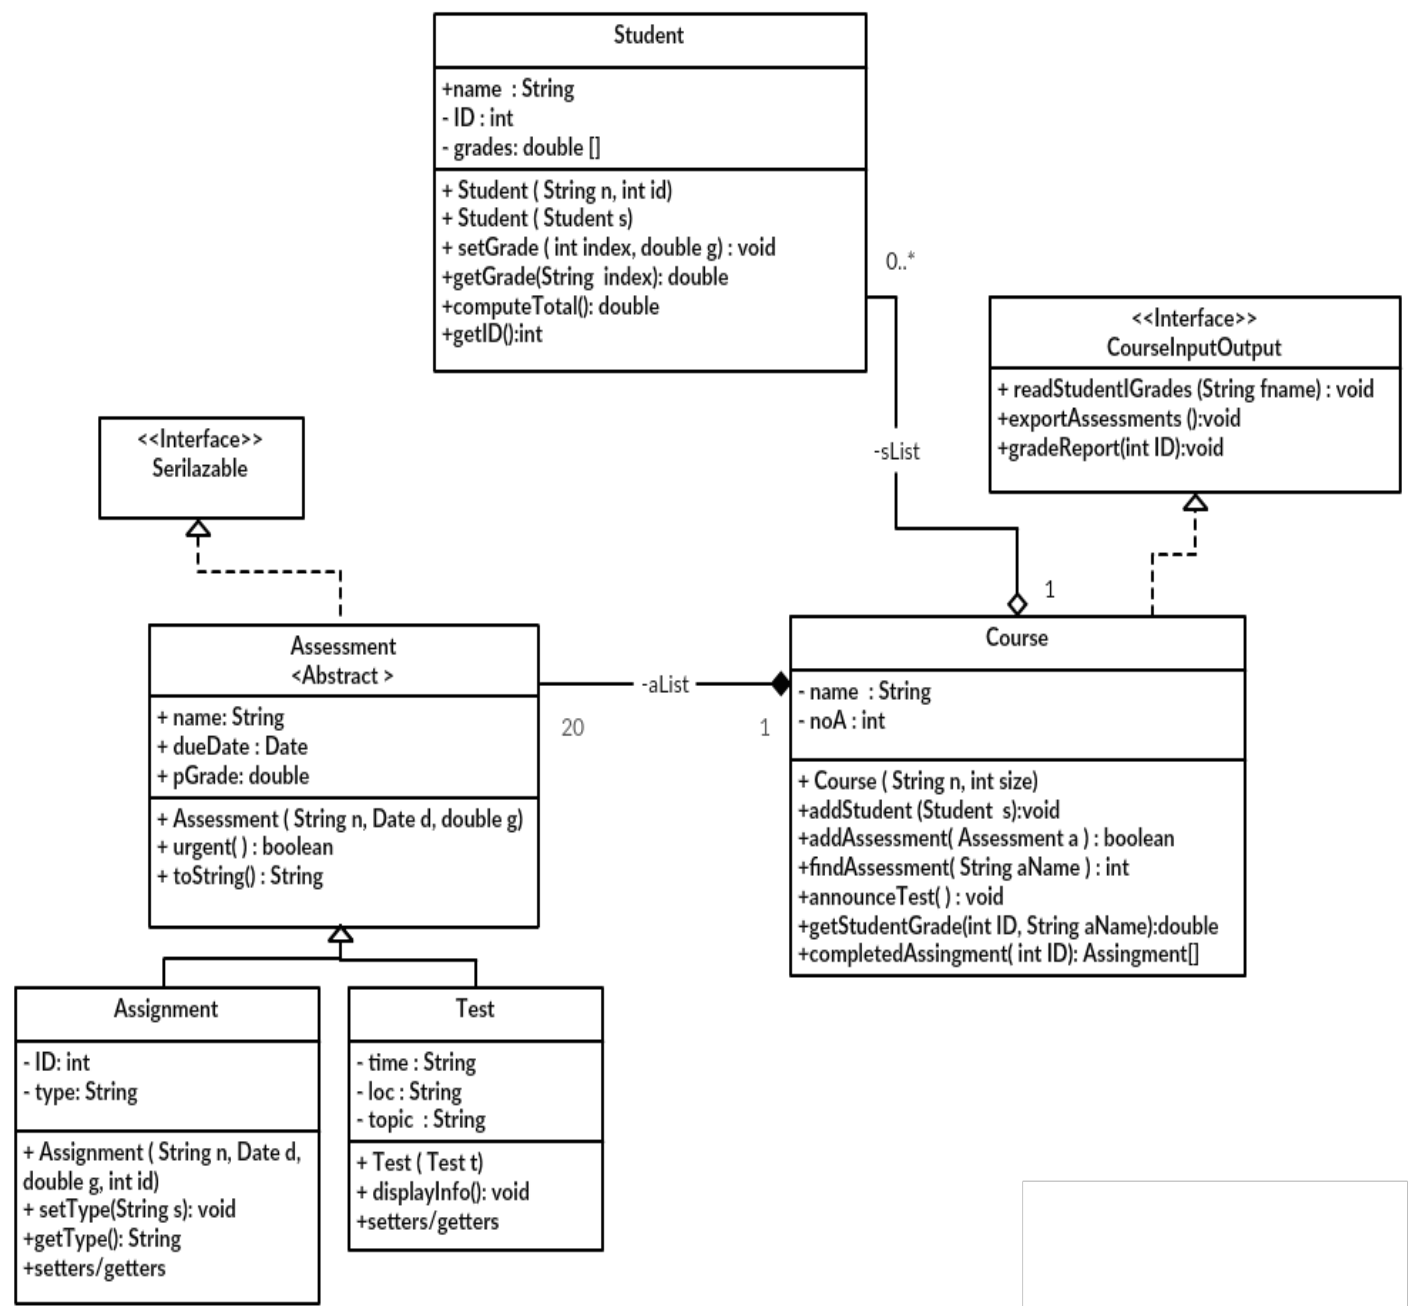 Student
+name : String
- ID : int
- grades: double []
+ Student ( String n, int id)
+ Student ( Student s)
+ setGrade ( int index, double g) : void
+getGrade(String index): double
+computeTotal(): double
+getID():int
0..*
<<Interface>>
CourseInputOutput
+ readStudentlGrades (String fname) : void
+exportAssessments ():void
+gradeReport(int ID):void
-sList
<<Interface>>
Serilazable
1
Assessment
<Abstract >
+ name: String
+ dueDate : Date
+ pGrade: double
+ Assessment ( String n, Date d, double g)
+ urgent( ) : boolean
+ toString() : String
-aList
20
1
Course
- name : String
- noA : int
+ Course ( String n, int size)
+addStudent (Student s):void
+addAssessment( Assessment a ) : boolean
+findAssessment( String aName ) : int
+announceTest( ) : void
+getStudentGrade(int ID, String aName):double
+completedAssingment( int ID): Assingment[]
Assignment
- ID: int
- type: String
+ Assignment ( String n, Date d,
double g, int id)
+ setType(String s): void
+getType(): String
+setters/getters
Test
- time : String
- loc : String
- topic : String
+ Test ( Test t)
+ displayInfo(): void
+setters/getters